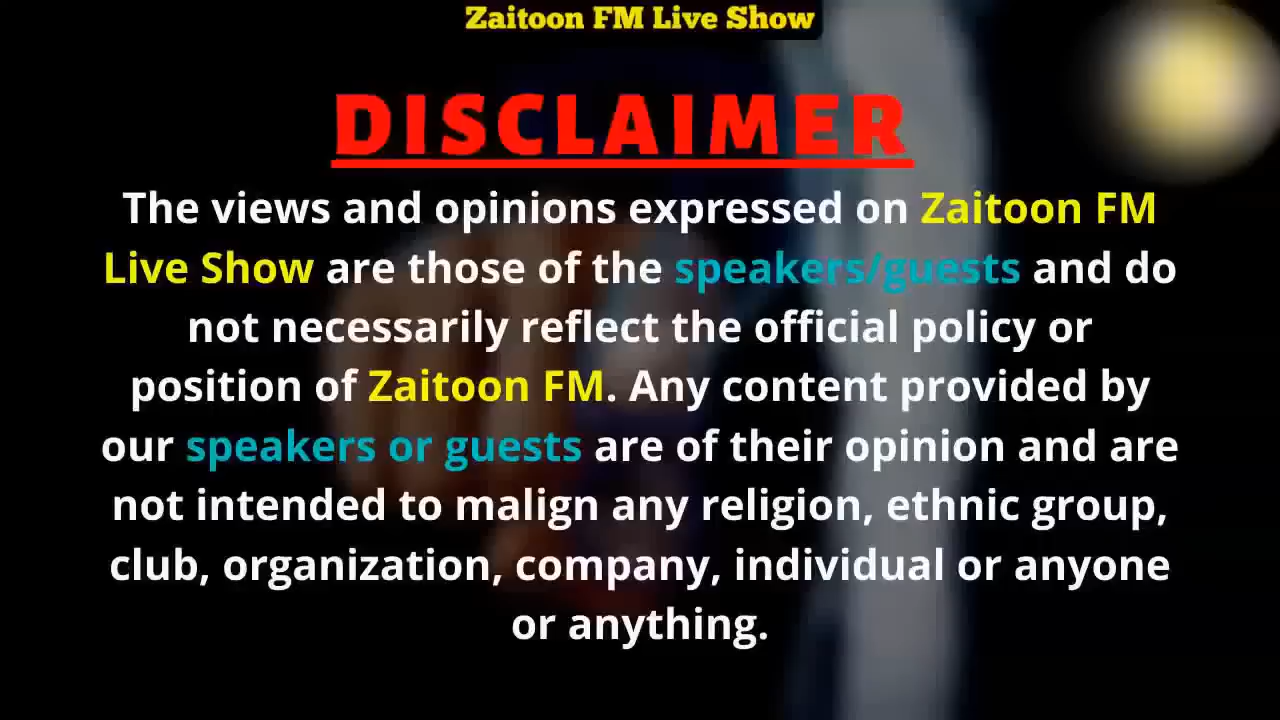 Zaitoon FM Live Show
DISCLAIMER
The views and opinions expressed on Zaitoon FM
Live Show are those of the speakers/guests and do
not necessarily reflect the official policy or
position of Zaitoon FM. Any content provided by
our speakers or guests are of their opinion and are
not intended to malign any religion, ethnic group,
club, organization, company, individual or anyone
or anything.